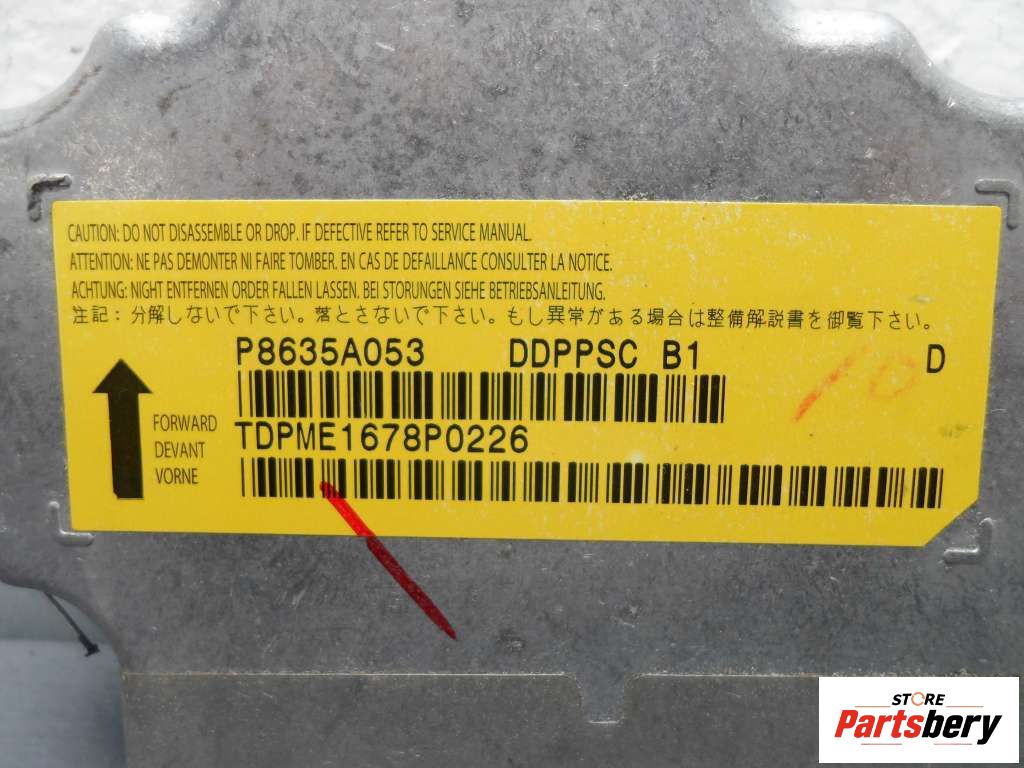 CAUTION: DO NOT DISASSEMBLE OR DROP. IF DEFECTIVE REFER TO SERVICE MANUAL.
ATTENTION: NE PAS DEMONTER NI FAIRE TOMBER. EN CAS DE DEFAILLANCE CONSULTER LA NOTICE.
ACHTUNG: NIGHT ENTFERNEN ORDER FALLEN LASSEN. BEI STORUNGEN SIEHE BETRIEBSANLEITUNG.
注記：分解しないで下さい。落とさないで下さい。もし異常がある場合は整備解説書を御覧下さい。
P8635A053 DDPPSC B1 D
10
FORWARD
DEVANT
VORNE
TDPME1678P0226
STORE
Partsbery